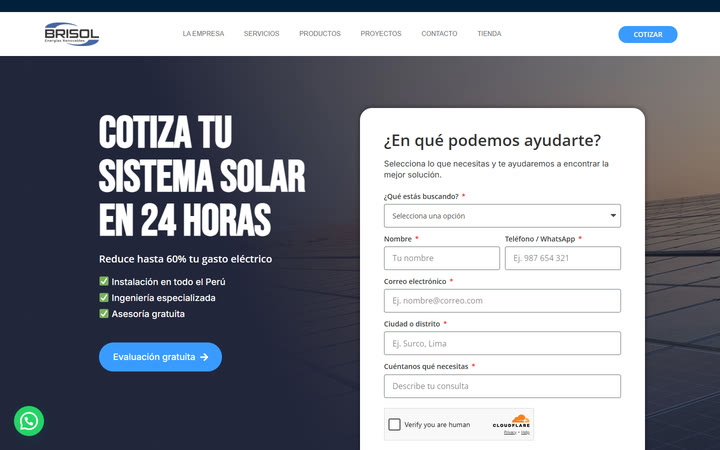 BRISOL
Energías Renovables
LA EMPRESA
SERVICIOS
PRODUCTOS
PROYECTOS
CONTACTO
TIENDA
COTIZAR
COTIZA TU
SISTEMA SOLAR
EN 24 HORAS
Reduce hasta 60% tu gasto eléctrico
✅ Instalación en todo el Perú
✅ Ingeniería especializada
✅ Asesoría gratuita
Evaluación gratuita →
¿En qué podemos ayudarte?
Selecciona lo que necesitas y te ayudaremos a encontrar la
mejor solución.
¿Qué estás buscando? *
Selecciona una opción
Nombre *
Teléfono / WhatsApp *
Tu nombre
Ej. 987 654 321
Correo electrónico *
Ej. nombre@correo.com
Ciudad o distrito *
Ej. Surco, Lima
Cuéntanos qué necesitas *
Describe tu consulta
Verify you are human
CLOUDFLARE
Privacy • Help